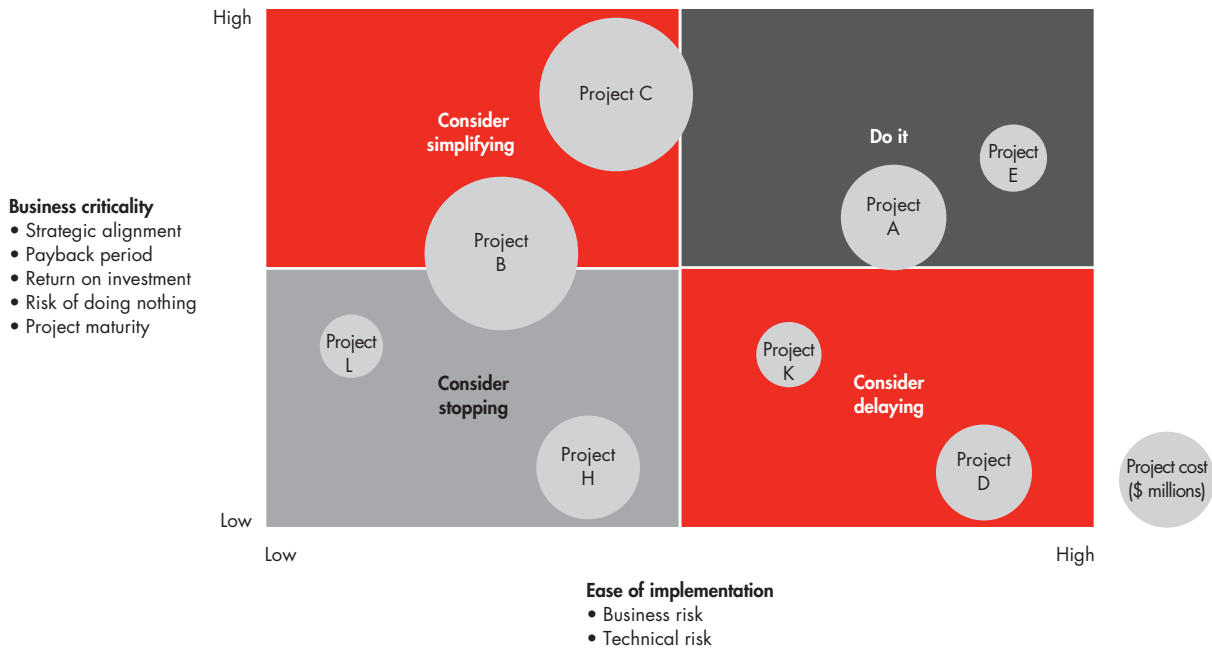 High
Project C
Consider
simplifying
Do it
Project
E
Project
A
Business criticality
• Strategic alignment
• Payback period
• Return on investment
• Risk of doing nothing
• Project maturity
Project
B
Project
L
Consider
stopping
Project
H
Project
K
Consider
delaying
Project
D
Project cost
($ millions)
Low
Low
High
Ease of implementation
• Business risk
• Technical risk